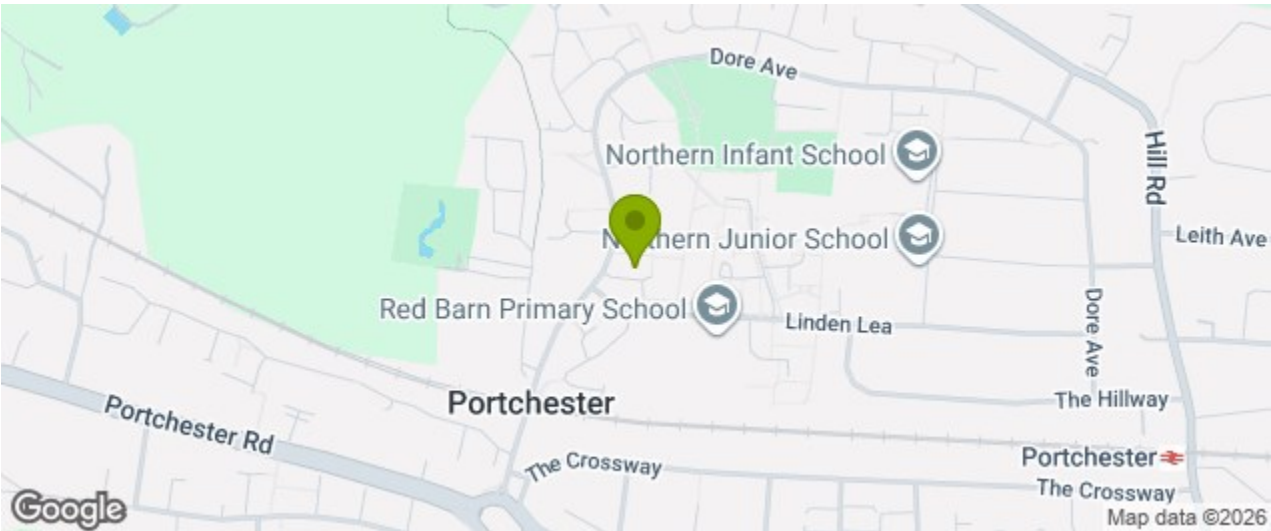 Dore Ave
Northern Infant School
Hill Rd
Northern Junior School
Leith Ave
Red Barn Primary School
Linden Lea
Dore Ave
Portchester
The Hillway
Portchester Rd
The Crossway
Portchester
The Crossway
Google
Map data ©2026